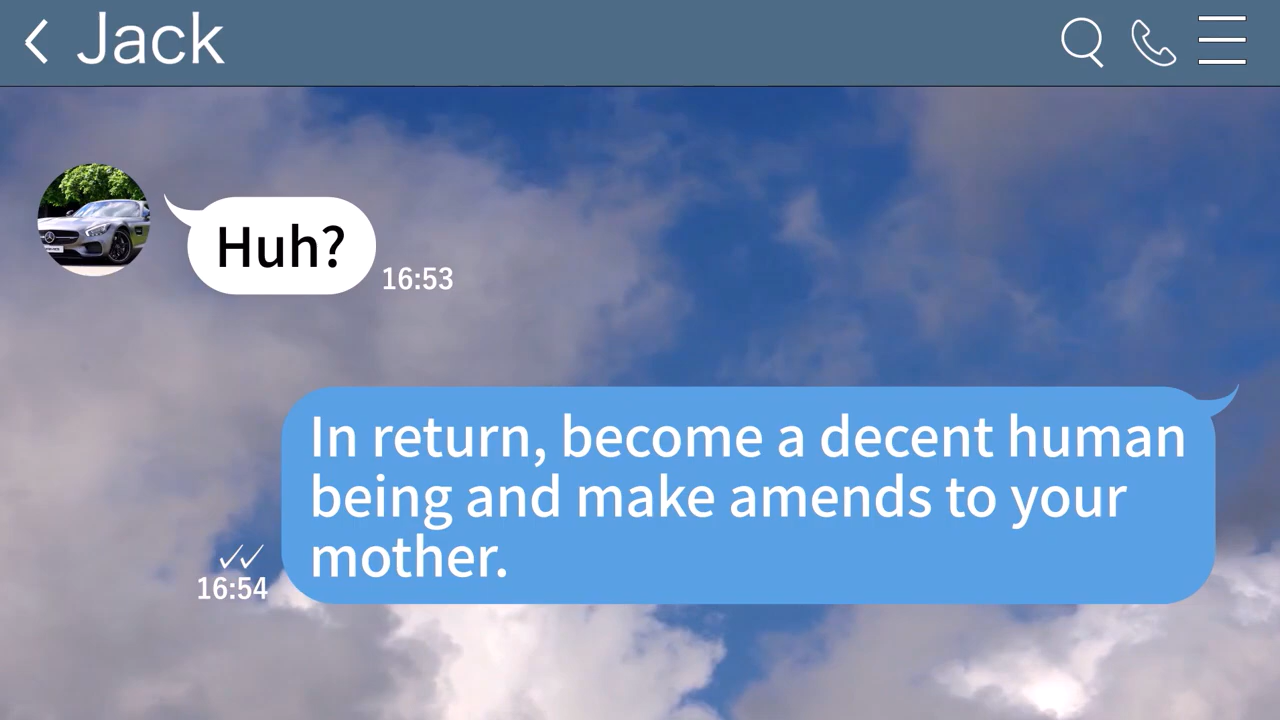 Jack
Huh?
16:53
In return, become a decent human
being and make amends to your
mother.
16:54